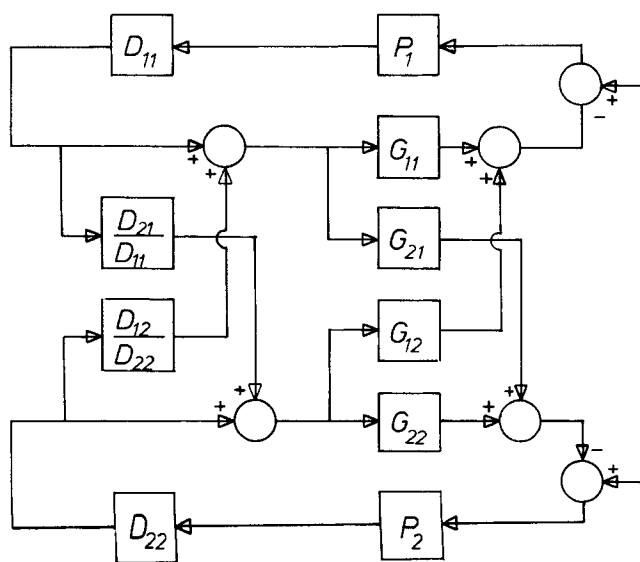 D₁₁ P₁
+
-
+ + G₁₁ + +
D₂₁
D₁₁
G₂₁
D₁₂
D₂₂
G₁₂
+ + G₂₂ + +
-
+
D₂₂ P₂